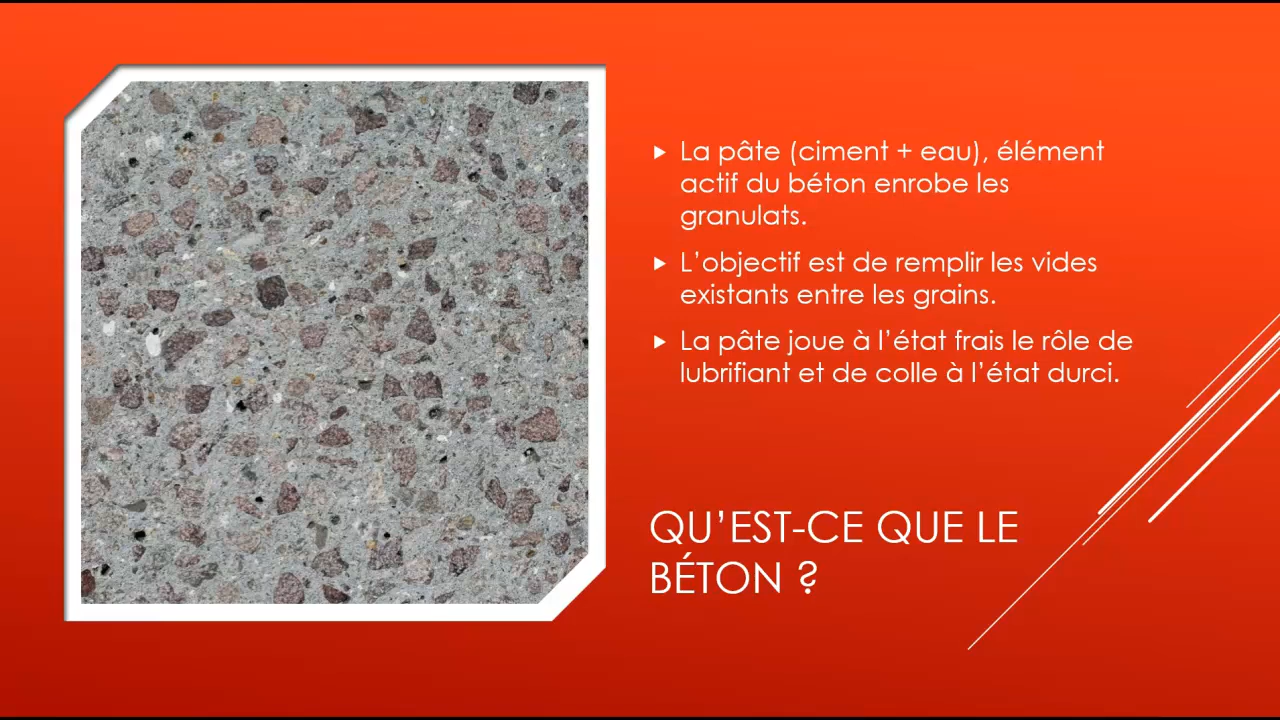 La pâte (ciment + eau), élément
actif du béton enrobe les
granulats.
L’objectif est de remplir les vides
existants entre les grains.
La pâte joue à l’état frais le rôle de
lubrifiant et de colle à l’état durci.
QU’EST-CE QUE LE
BÉTON ?